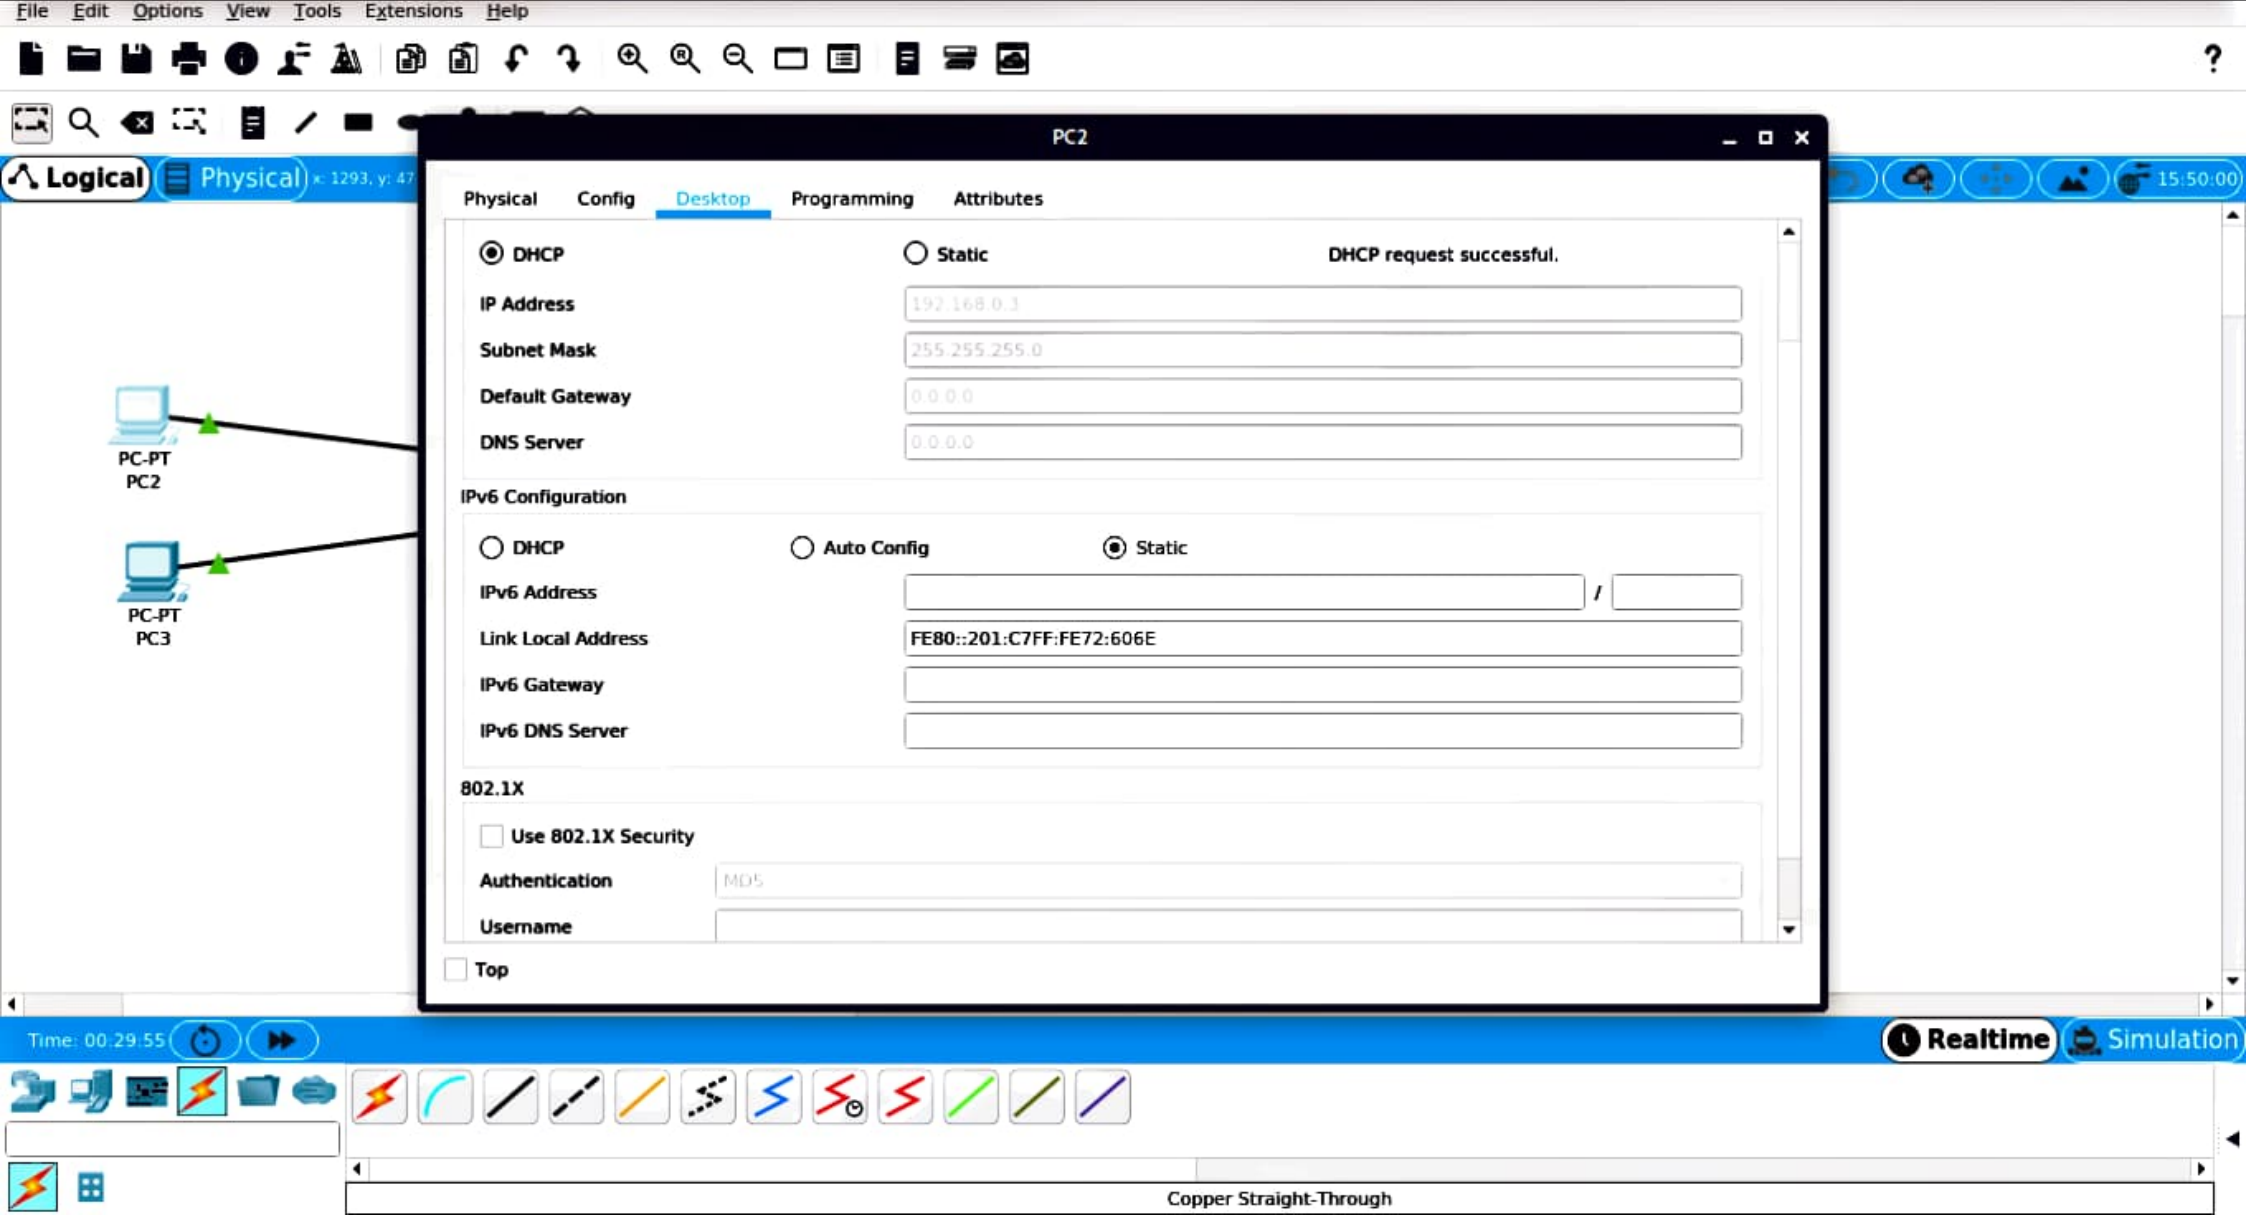 File Edit Options View Tools Extensions Help
?
PC2
Logical Physical x: 1293, y: 47 15:50:00
Physical Config Desktop Programming Attributes
DHCP Static DHCP request successful.
IP Address 192.168.0.3
Subnet Mask 255.255.255.0
Default Gateway 0.0.0.0
DNS Server 0.0.0.0
PC-PT
PC2
IPv6 Configuration
DHCP Auto Config Static
IPv6 Address /
PC-PT
PC3
Link Local Address FE80::201:C7FF:FE72:606E
IPv6 Gateway
IPv6 DNS Server
802.1X
Use 802.1X Security
Authentication MD5
Username
Top
Time: 00:29:55 Realtime Simulation
Copper Straight-Through